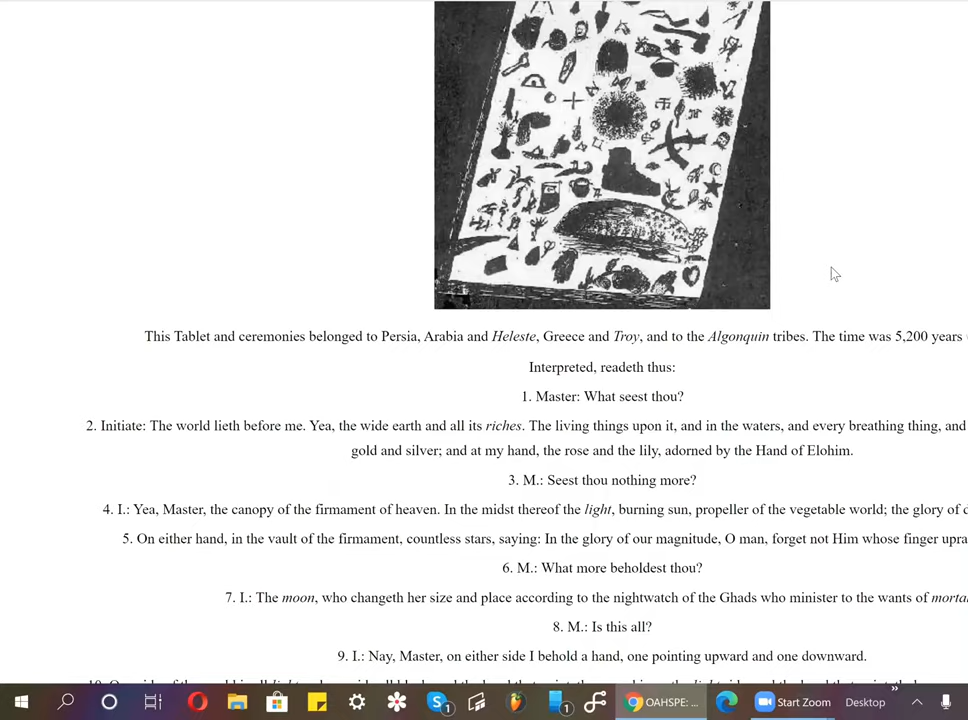 This Tablet and ceremonies belonged to Persia, Arabia and Heleste, Greece and Troy, and to the Algonquin tribes. The time was 5,200 years
Interpreted, readeth thus:
1. Master: What seest thou?
2. Initiate: The world lieth before me. Yea, the wide earth and all its riches. The living things upon it, and in the waters, and every breathing thing, and
gold and silver; and at my hand, the rose and the lily, adorned by the Hand of Elohim.
3. M.: Seest thou nothing more?
4. I.: Yea, Master, the canopy of the firmament of heaven. In the midst thereof the light, burning sun, propeller of the vegetable world; the glory of
5. On either hand, in the vault of the firmament, countless stars, saying: In the glory of our magnitude, O man, forget not Him whose finger
6. M.: What more beholdest thou?
7. I.: The moon, who changeth her size and place according to the nightwatch of the Ghads who minister to the wants of
8. M.: Is this all?
9. I.: Nay, Master, on either side I behold a hand, one pointing upward and one downward.
OAHSPE: ...
Start Zoom
Desktop